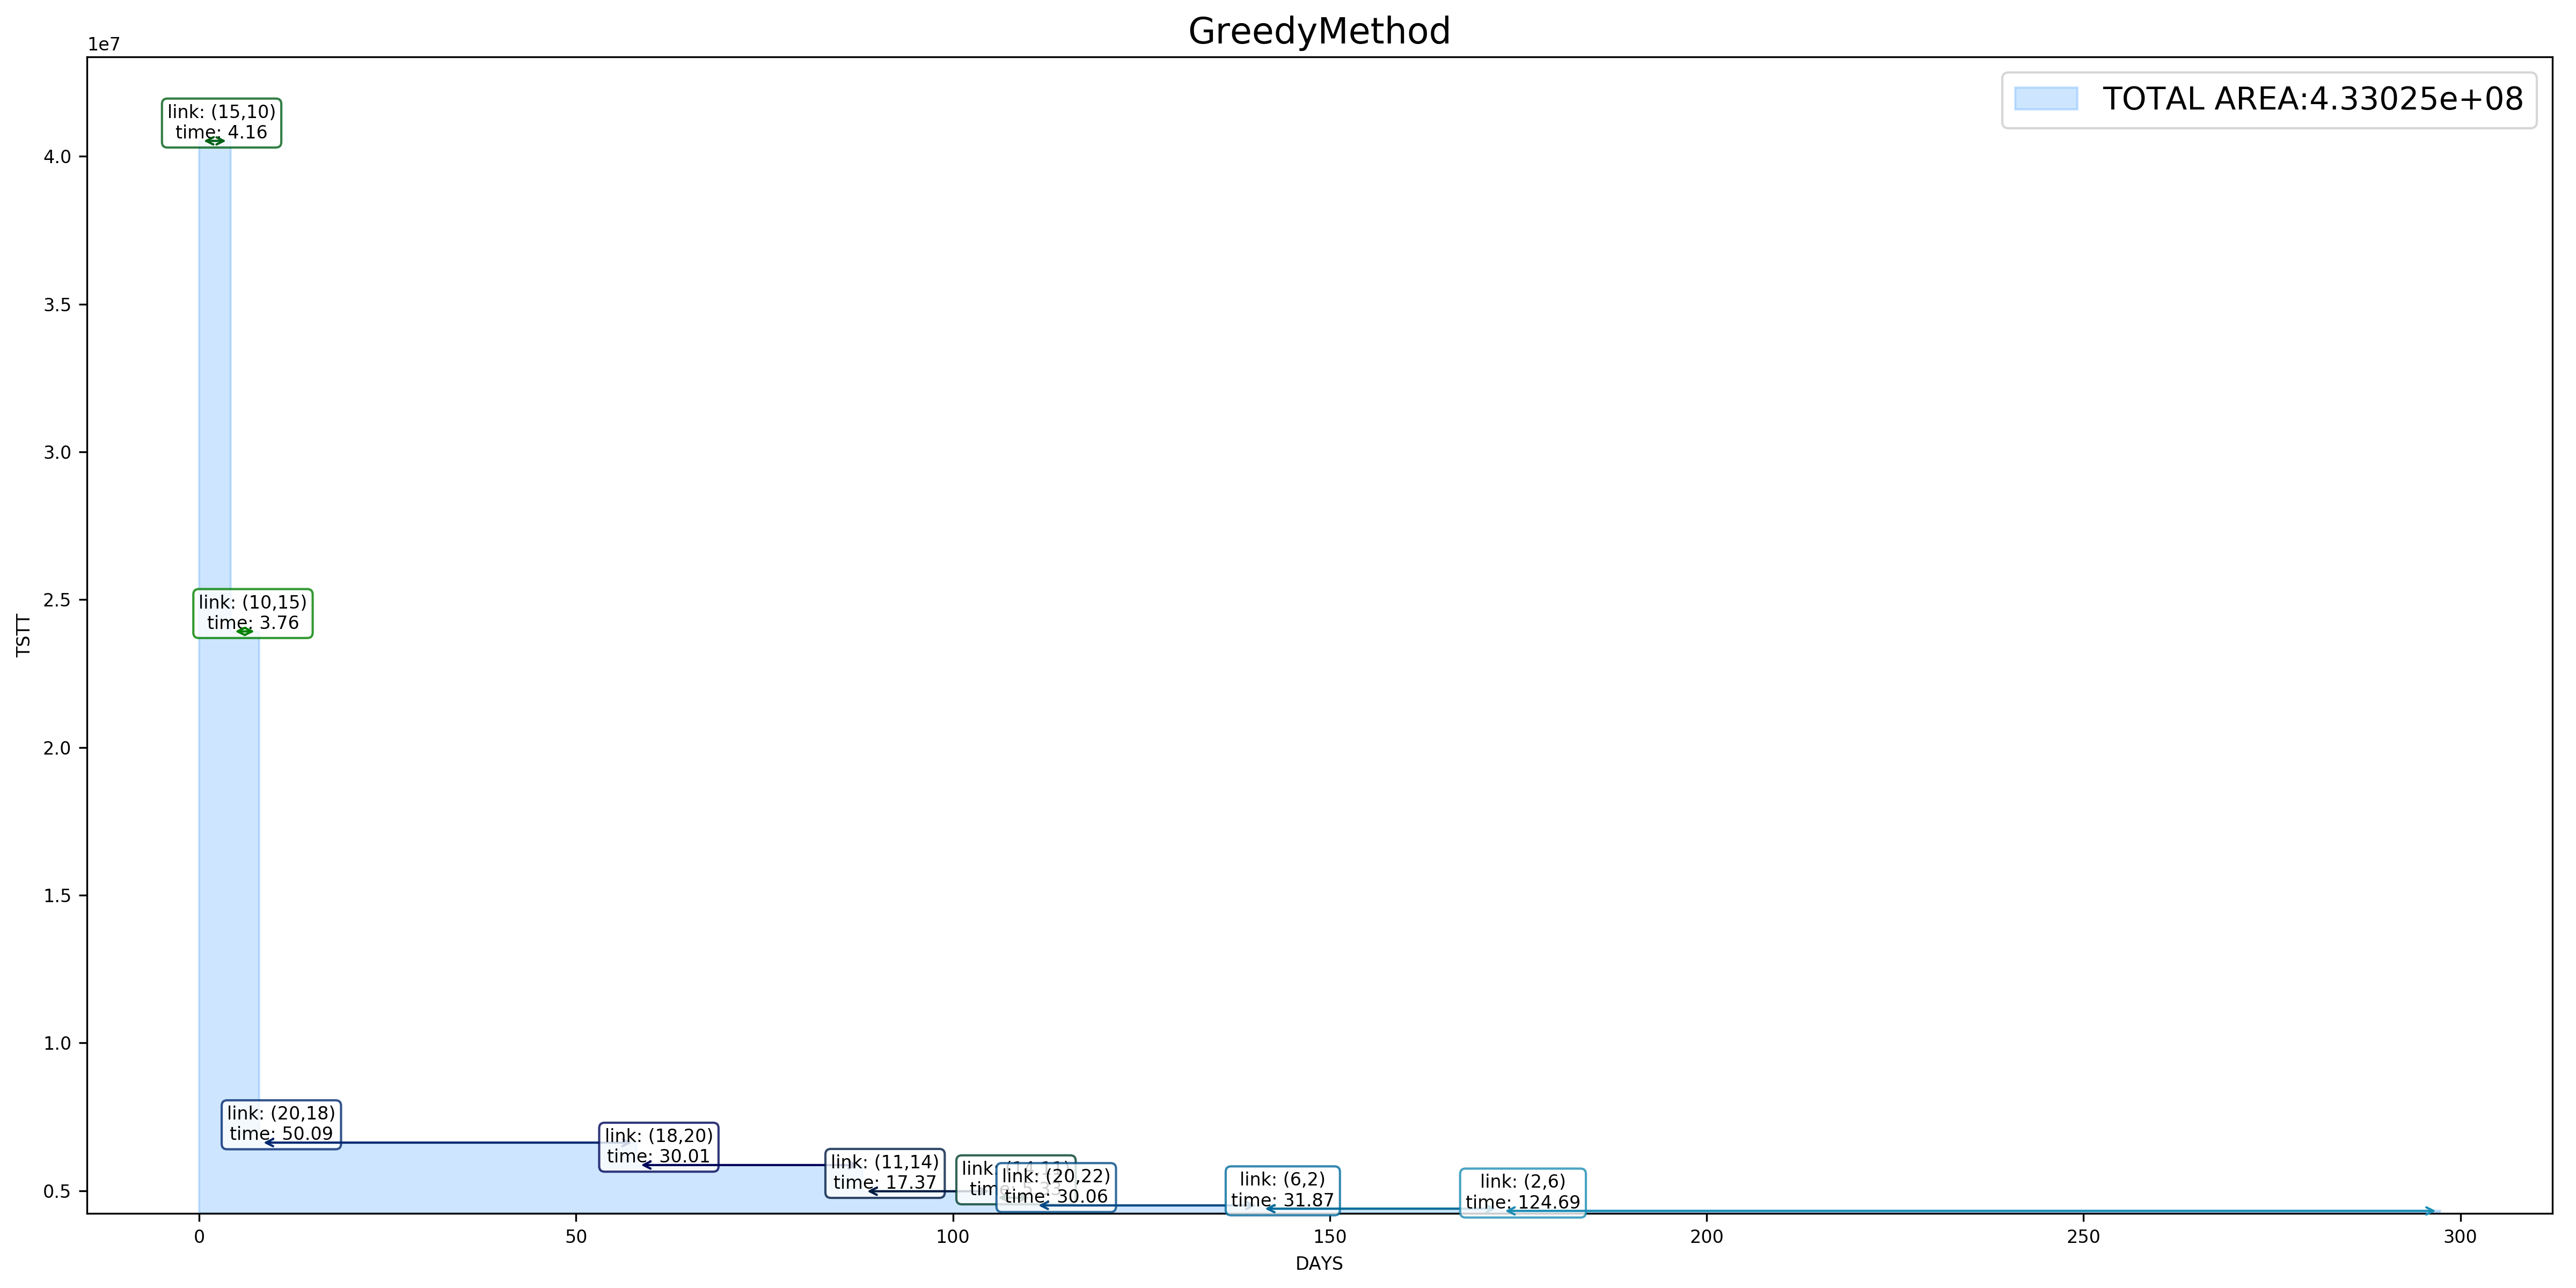 GreedyMethod
1e7
TOTAL AREA:4.33025e+08
link: (15,10)
time: 4.16
4.0
3.5
3.0
2.5
link: (10,15)
time: 3.76
TSTT
2.0
1.5
1.0
link: (20,18)
time: 50.09
link: (18,20)
time: 30.01
link: (11,14)
time: 17.37
link:
link: (20,22)
time: 30.06
link: (6,2)
time: 31.87
link: (2,6)
time: 124.69
0.5
0
50
100
150
200
250
300
DAYS